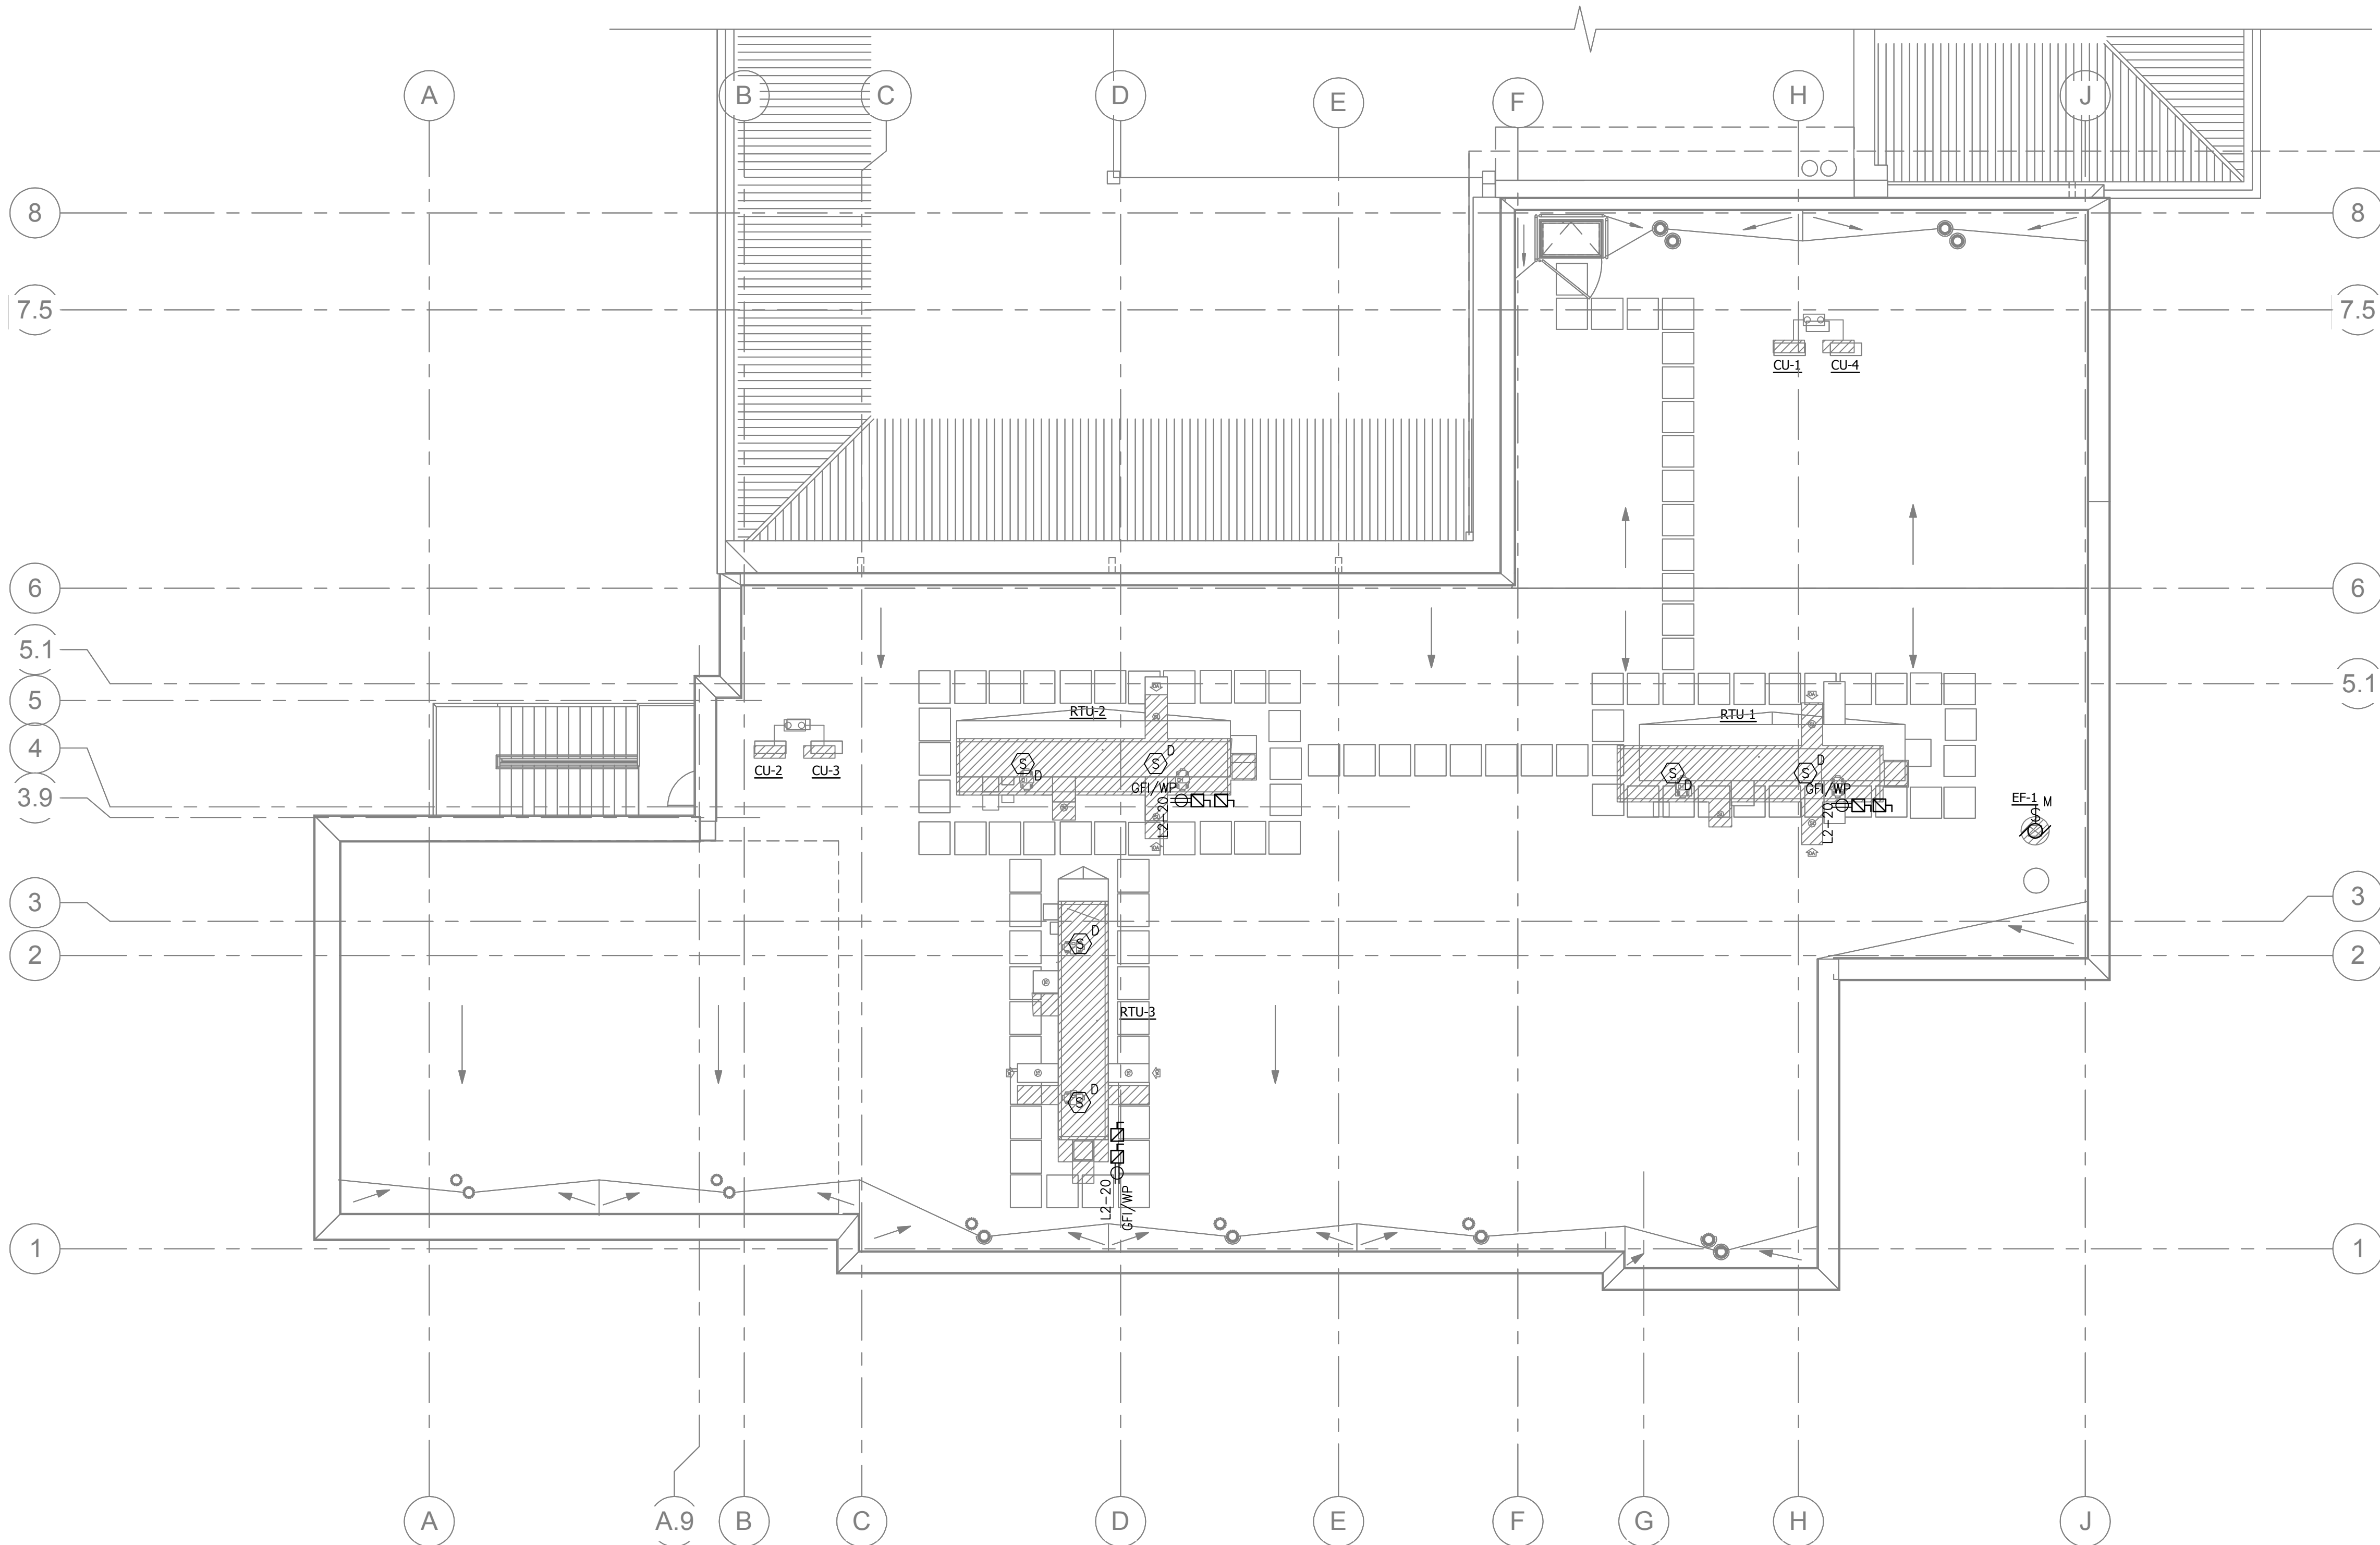 A
B
C
D
E
F
H
J
8
8
7.5
7.5
CU-1
CU-4
6
6
5.1
5.1
5
4
3.9
RTU-2
RTU-1
CU-2
CU-3
S
D
S
D
GFI/WP
L2-20
S
D
S
D
GFI/WP
L2-20
EF-1
M
$
3
3
2
2
S
D
RTU-3
S
D
L2-20
GFI/WP
1
1
A
A.9
B
C
D
E
F
G
H
J